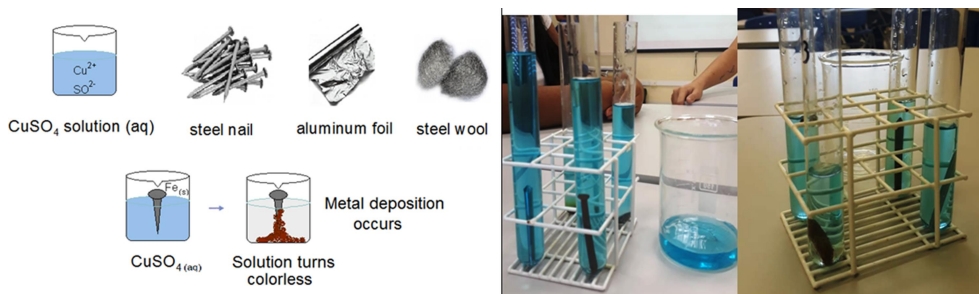 Cu²⁺
SO²⁻
CuSO₄ solution (aq)
steel nail
aluminum foil
steel wool
Fe(s)
CuSO₄ (aq)
Solution turns
colorless
Metal deposition
occurs